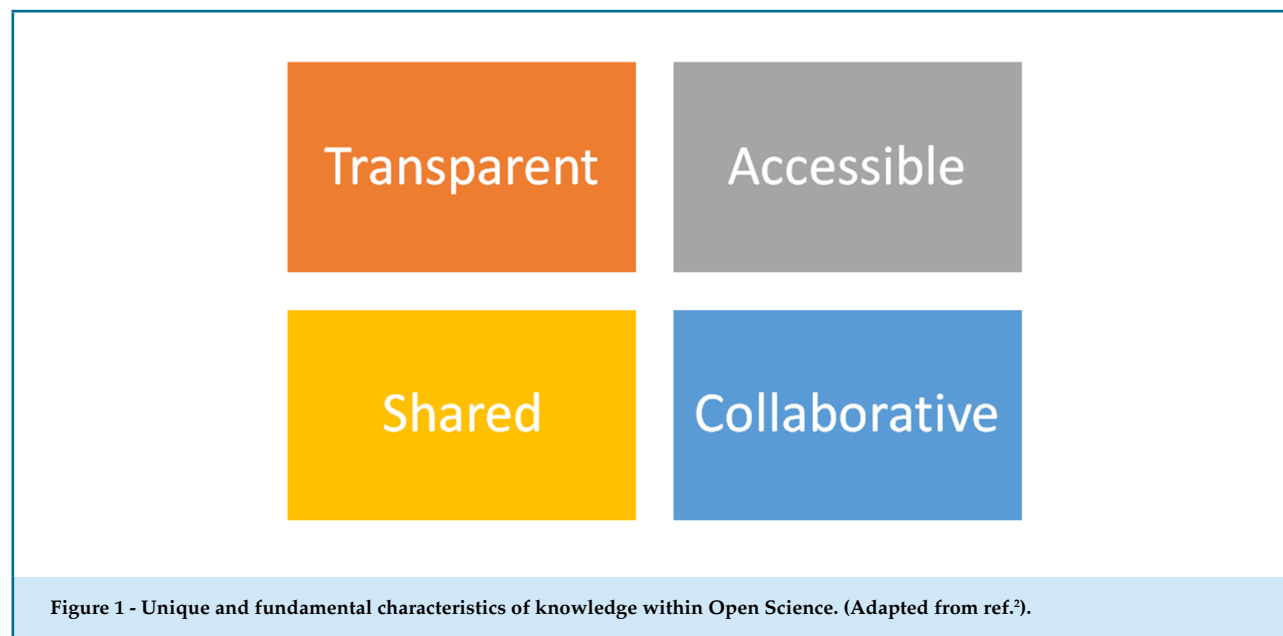 Transparent
Accessible
Shared
Collaborative
Figure 1 - Unique and fundamental characteristics of knowledge within Open Science. (Adapted from ref.²).